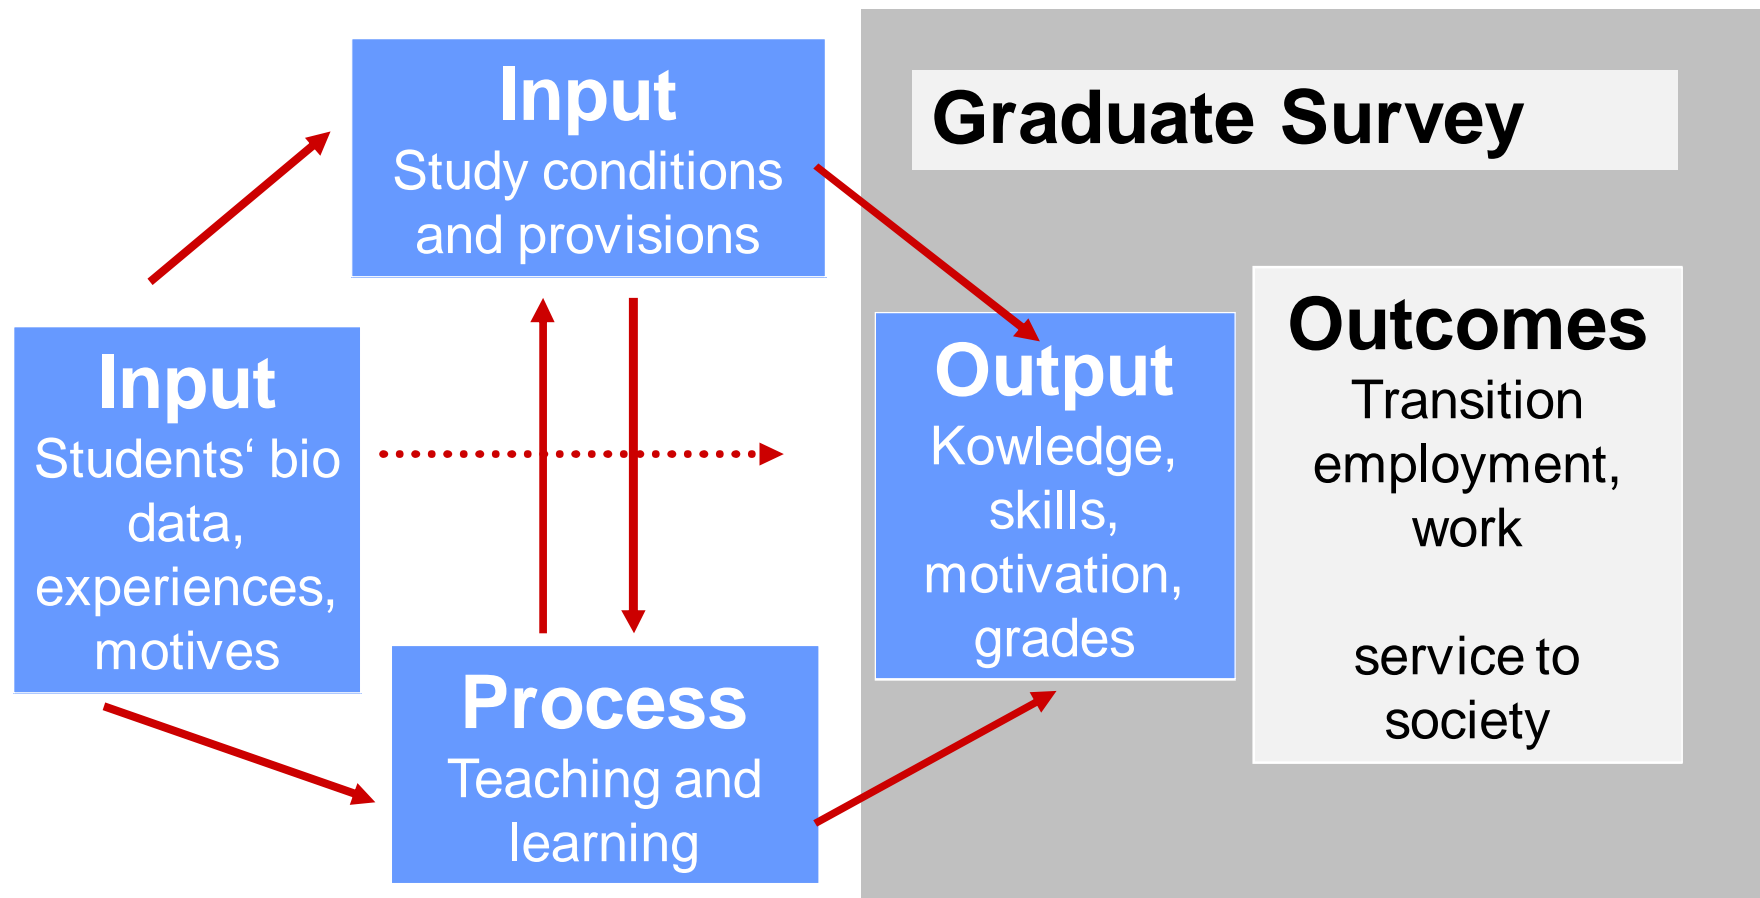 Input
Study conditions
and provisions
Graduate Survey
Input
Students‘ bio
data,
experiences,
motives
Process
Teaching and
learning
Output
Kowledge,
skills,
motivation,
grades
Outcomes
Transition
employment,
work
service to
society